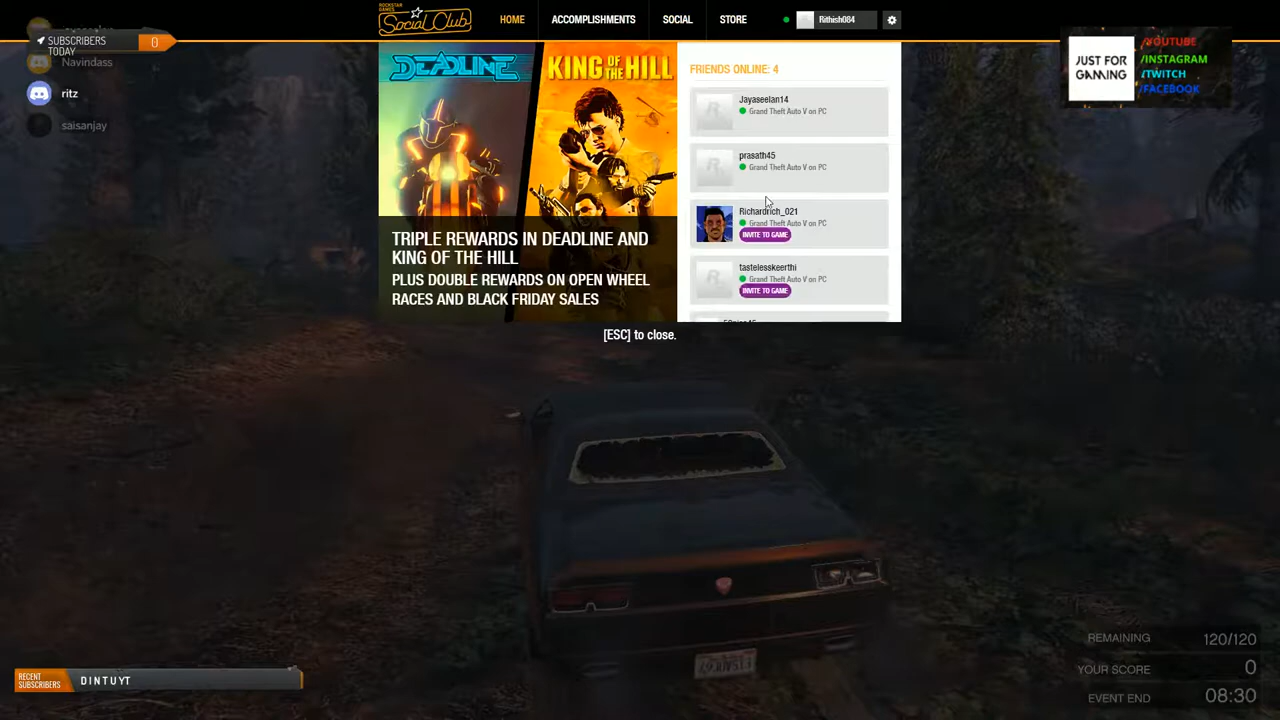 ROCKSTAR GAMES
Social Club
HOME
ACCOMPLISHMENTS
SOCIAL
STORE
Rithish084
SUBSCRIBERS
TODAY
0
Navindass
ritz
saisanjay
DEADLINE
KING OF THE HILL
TRIPLE REWARDS IN DEADLINE AND
KING OF THE HILL
PLUS DOUBLE REWARDS ON OPEN WHEEL
RACES AND BLACK FRIDAY SALES
FRIENDS ONLINE: 4
Jayaseelan14
Grand Theft Auto V on PC
prasath45
Grand Theft Auto V on PC
Richardrich_021
Grand Theft Auto V on PC
INVITE TO GAME
tastelesskeerthi
Grand Theft Auto V on PC
INVITE TO GAME
[ESC] to close.
JUST FOR
GAMING
/YOUTUBE
/INSTAGRAM
/TWITCH
/FACEBOOK
RECENT
SUBSCRIBERS
DINTUYT
REMAINING 120/120
YOUR SCORE 0
EVENT END 08:30